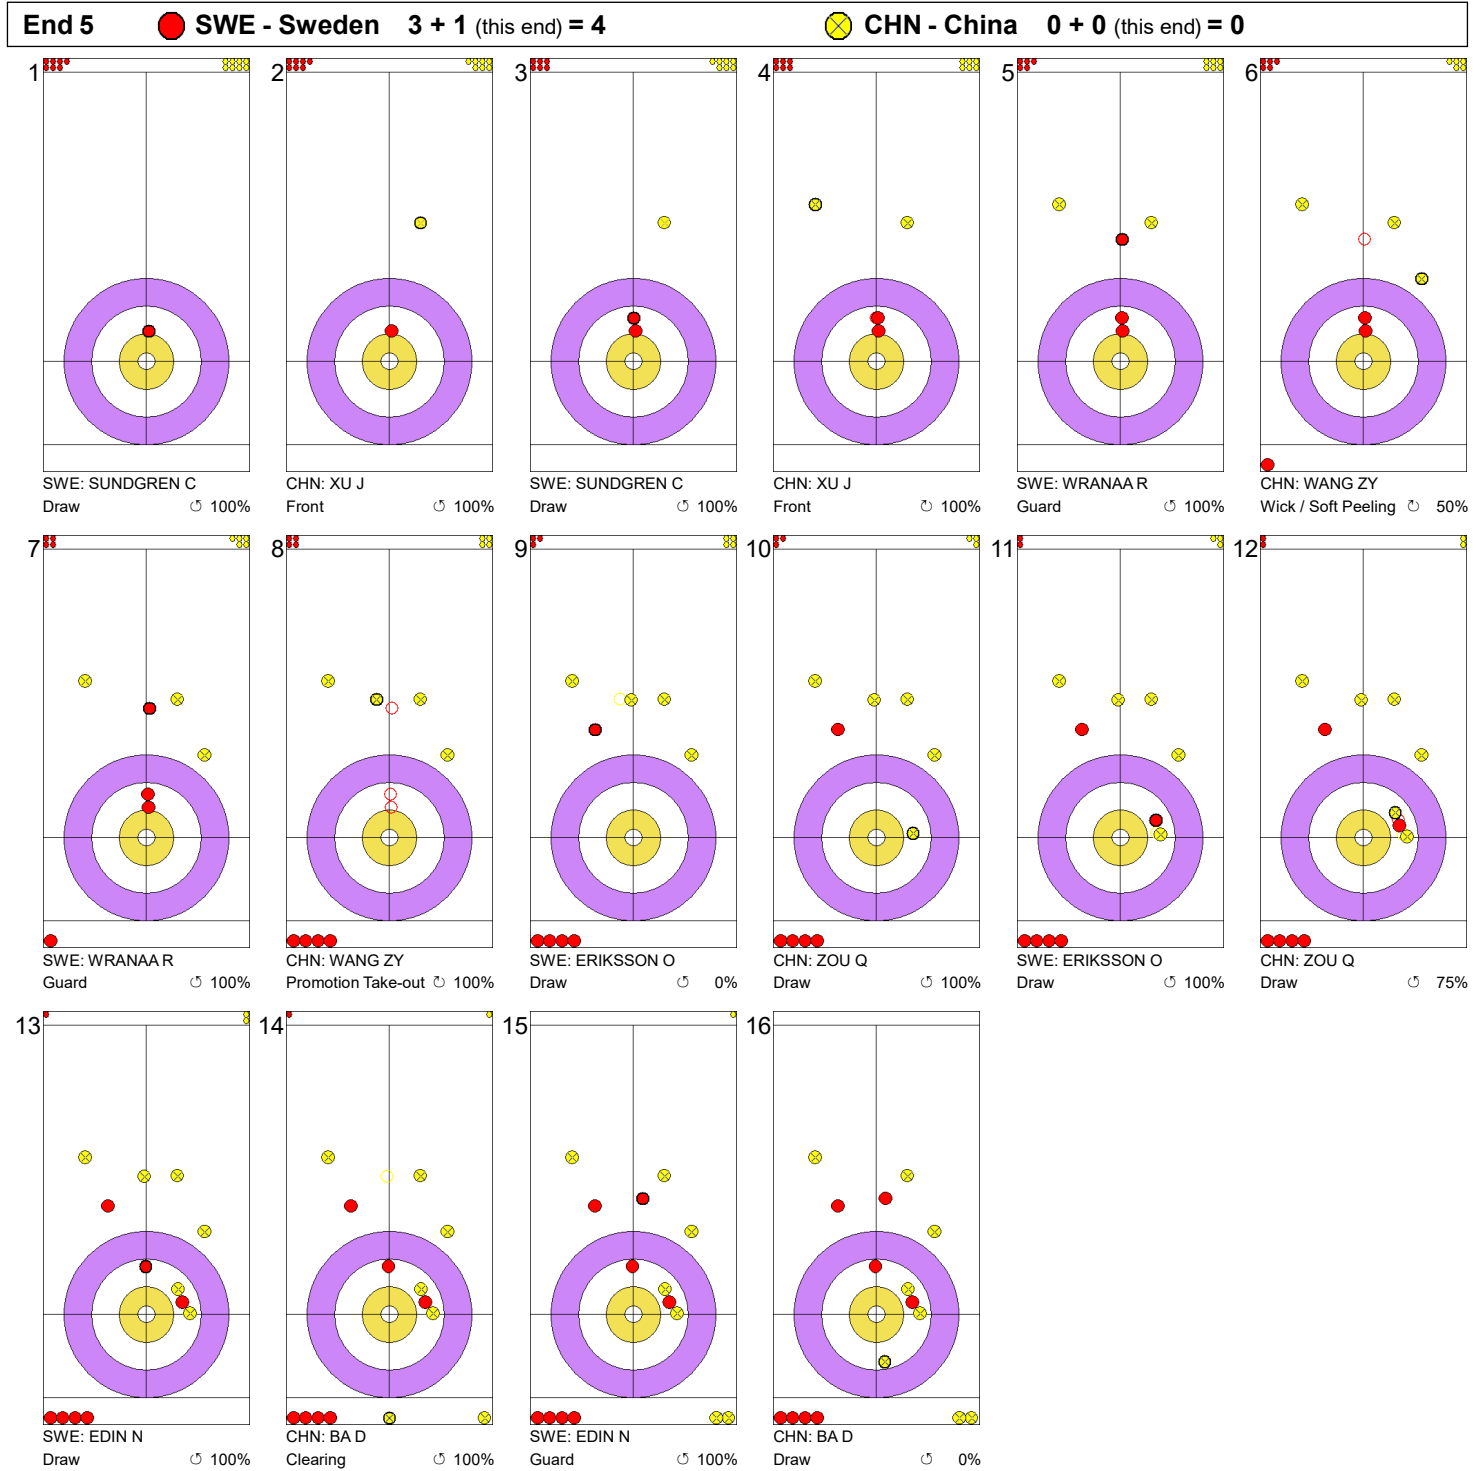 End 5 SWE - Sweden 3 + 1 (this end) = 4 CHN - China 0 + 0 (this end) = 0
1 2 3 4 5 6
SWE: SUNDGREN C
Draw 100%
CHN: XU J
Front 100%
SWE: SUNDGREN C
Draw 100%
CHN: XU J
Front 100%
SWE: WRANAA R
Guard 100%
CHN: WANG ZY
Wick / Soft Peeling 50%
7 8 9 10 11 12
SWE: WRANAA R
Guard 100%
CHN: WANG ZY
Promotion Take-out 100%
SWE: ERIKSSON O
Draw 0%
CHN: ZOU Q
Draw 100%
SWE: ERIKSSON O
Draw 100%
CHN: ZOU Q
Draw 75%
13 14 15 16
SWE: EDIN N
Draw 100%
CHN: BA D
Clearing 100%
SWE: EDIN N
Guard 100%
CHN: BA D
Draw 0%